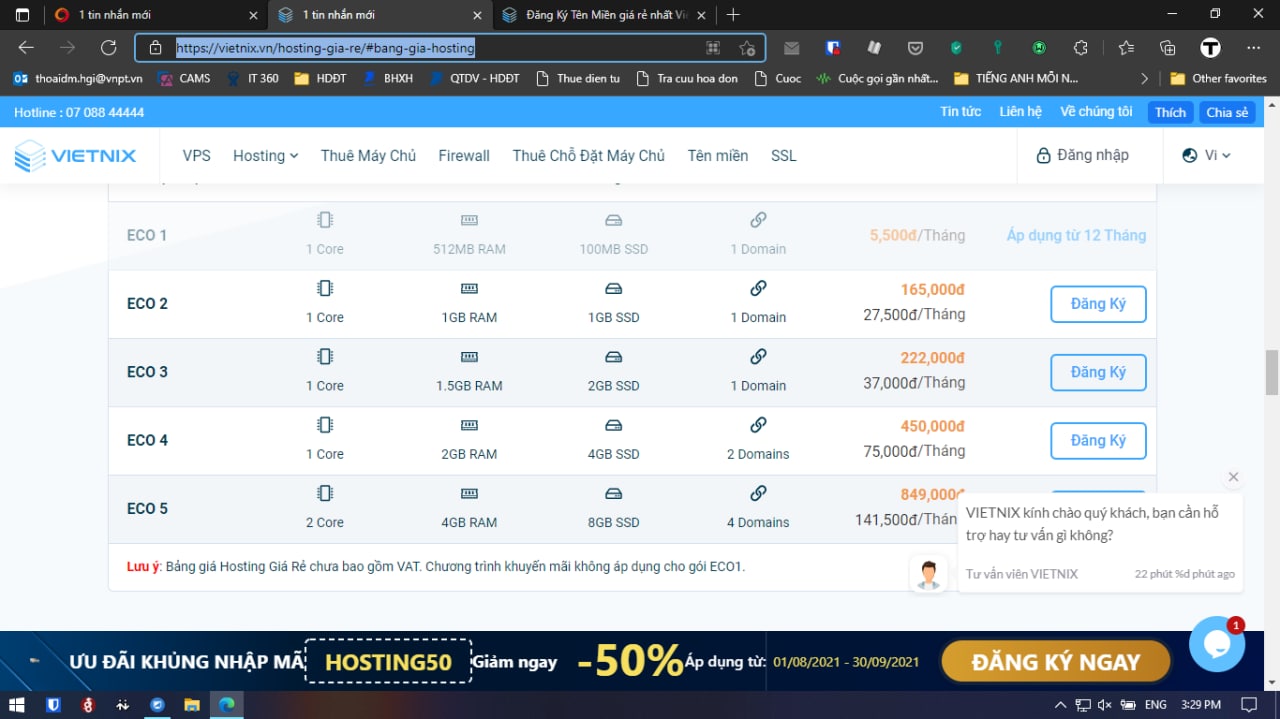 1 tin nhắn mới
1 tin nhắn mới
Đăng Ký Tên Miền giá rẻ nhất Vi
https://vietnix.vn/hosting-gia-re/#bang-gia-hosting
thoaidm.hgi@vnpt.vn CAMS IT 360 HDĐT BHXH QTDV - HDĐT Thue dien tu Tra cuu hoa don Cuoc Cuộc gọi gần nhất... TIẾNG ANH MỖI N... Other favorites
Hotline : 07 088 44444 Tin tức Liên hệ Về chúng tôi Thích Chia sẻ
VIETNIX VPS Hosting Thuê Máy Chủ Firewall Thuê Chỗ Đặt Máy Chủ Tên miền SSL Đăng nhập Vi
ECO 1 1 Core 512MB RAM 100MB SSD 1 Domain 5,500đ/Tháng Áp dụng từ 12 Tháng
165,000đ
ECO 2 1 Core 1GB RAM 1GB SSD 1 Domain 27,500đ/Tháng Đăng Ký
222,000đ
ECO 3 1 Core 1.5GB RAM 2GB SSD 1 Domain 37,000đ/Tháng Đăng Ký
450,000đ
ECO 4 1 Core 2GB RAM 4GB SSD 2 Domains 75,000đ/Tháng Đăng Ký
849,000đ
ECO 5 2 Core 4GB RAM 8GB SSD 4 Domains 141,500đ/Thán
VIETNIX kính chào quý khách, bạn cần hỗ
trợ hay tư vấn gì không?
Tư vấn viên VIETNIX 22 phút %d phút ago
Lưu ý: Bảng giá Hosting Giá Rẻ chưa bao gồm VAT. Chương trình khuyến mãi không áp dụng cho gói ECO1.
1
ƯU ĐÃI KHỦNG NHẬP MÃ HOSTING50 Giảm ngay -50% Áp dụng từ: 01/08/2021 - 30/09/2021 ĐĂNG KÝ NGAY
ENG 3:29 PM